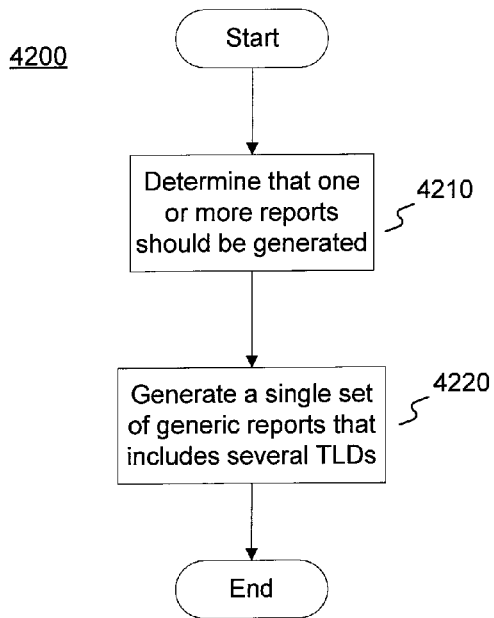 Start
4200
Determine that one
or more reports
should be generated
4210
Generate a single set
of generic reports that
includes several TLDs
4220
End